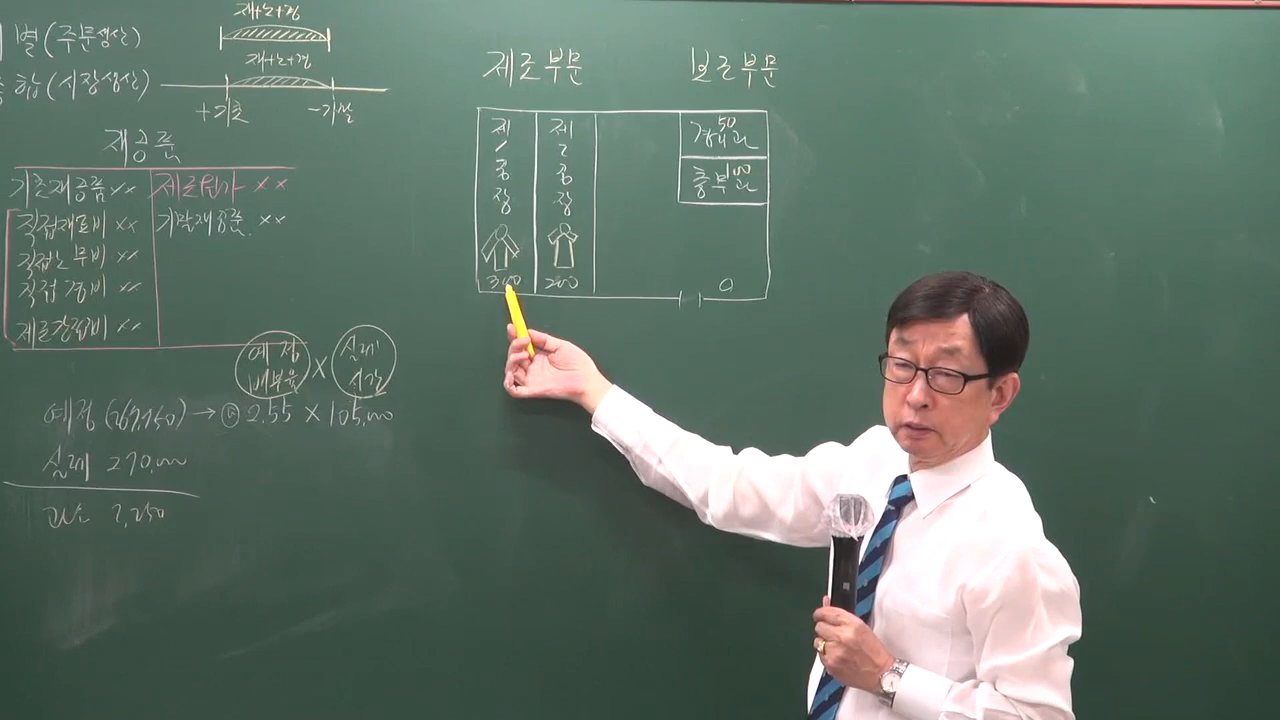 별(주문생산)
재+노+경
합(시장생산)
재+노+경
+기초
-기말
재공품
기초재공품 ××
제조원가 ××
직접재료비 ××
기말재공품 ××
직접노무비 ××
직접경비 ××
제조간접비 ××
예정
배부율
×
실제
시간
예정(267,750) → @ 2.55 × 105,000
실제 270,000
과소 2,250
제조부문
보조부문
제1공장
제2공장
50
300
200
0